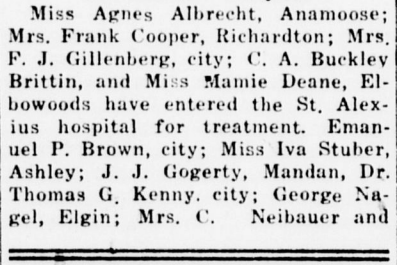 Miss Agnes Albrecht, Anamoose;
Mrs. Frank Cooper, Richardton; Mrs.
F. J. Gillenberg, city; C. A. Buckley
Brittin, and Miss Mamie Deane, El-
bowoods have entered the St. Alex-
ius hospital for treatment. Eman-
uel P. Brown, city; Miss Iva Stuber,
Ashley; J. J. Gogerty, Mandan, Dr.
Thomas G. Kenny. city; George Na-
gel, Elgin; Mrs. C. Neibauer and